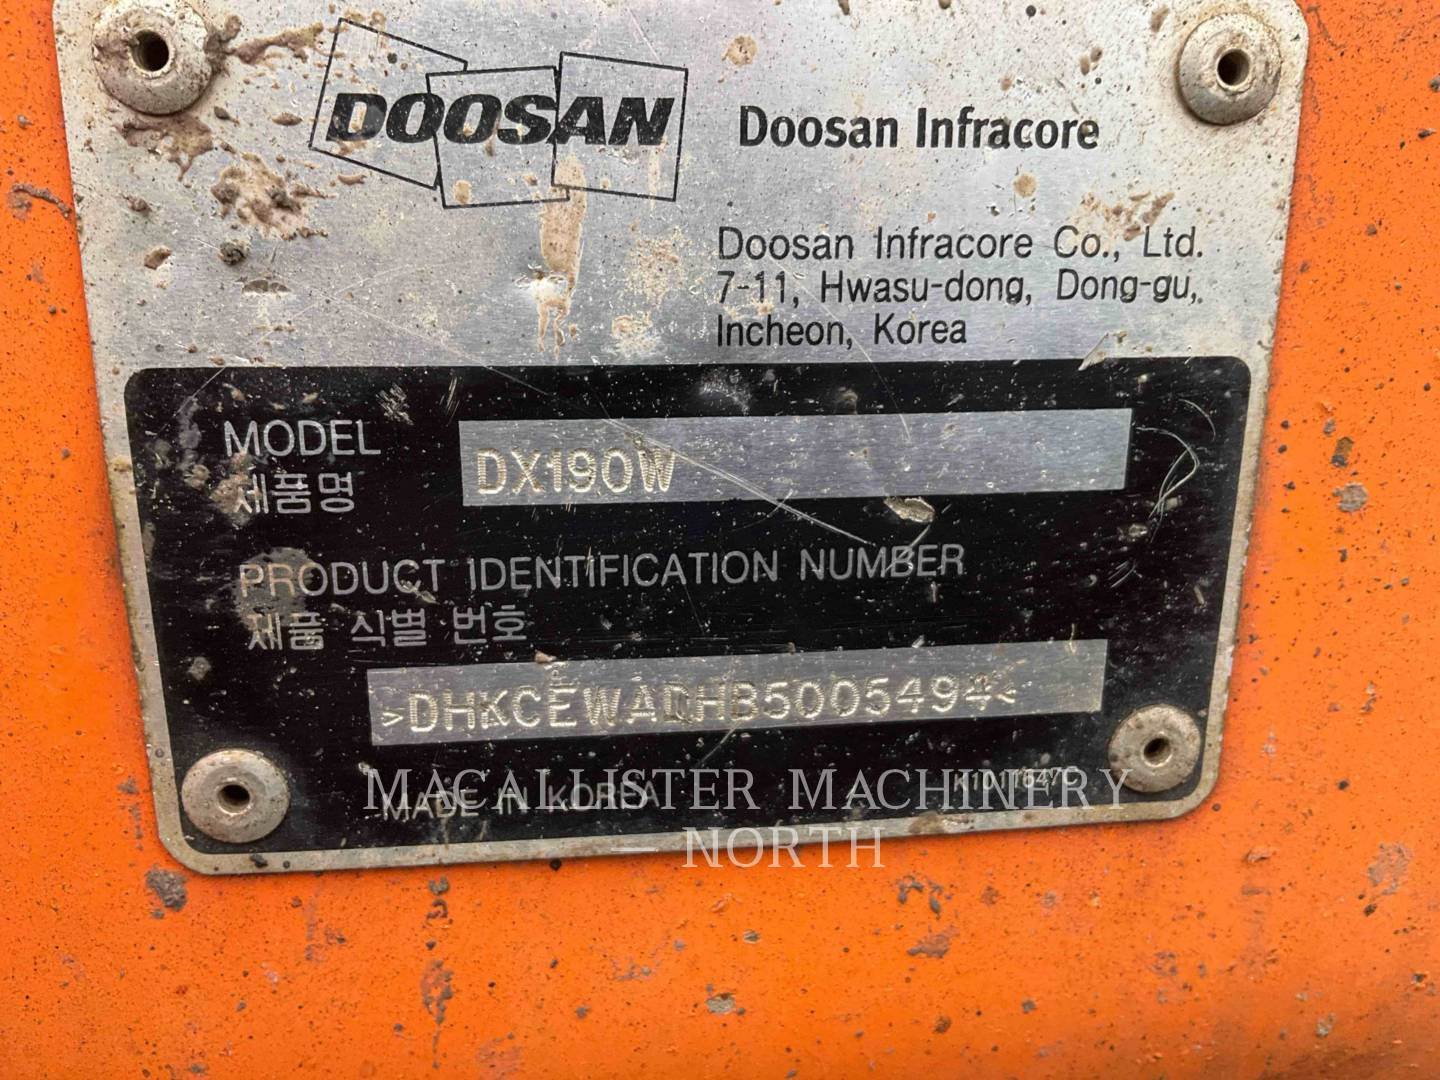 DOOSAN Doosan Infracore
Doosan Infracore Co., Ltd.
7-11, Hwasu-dong, Dong-gu,
Incheon, Korea
MODEL DX190W
제품명
PRODUCT IDENTIFICATION NUMBER
제품 식별 번호
>DHKCEWADHB5005494<
MADE IN KOREA
MACALLISTER MACHINERY
— NORTH